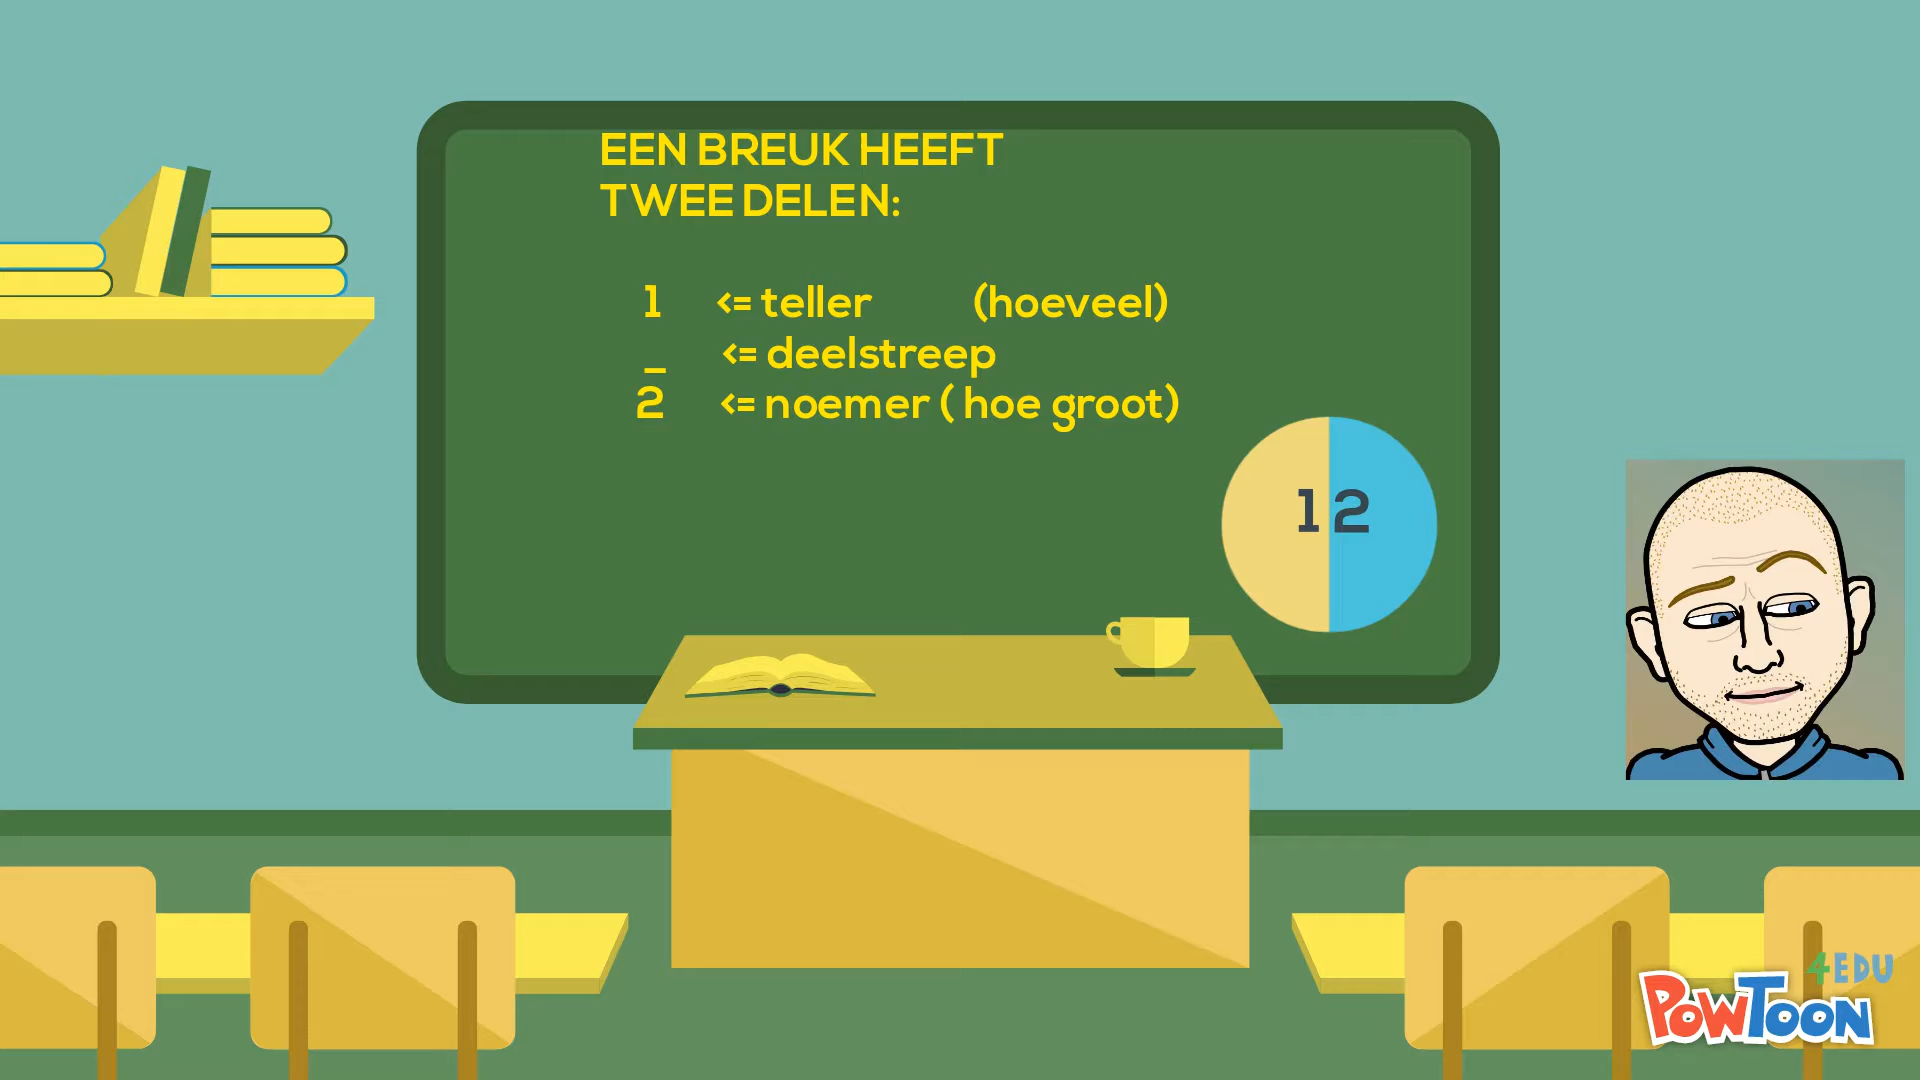 EEN BREUK HEEFT
TWEE DELEN:
1 <= teller (hoeveel)
_ <= deelstreep
2 <= noemer ( hoe groot)
1 2
4EDU
POWTOON